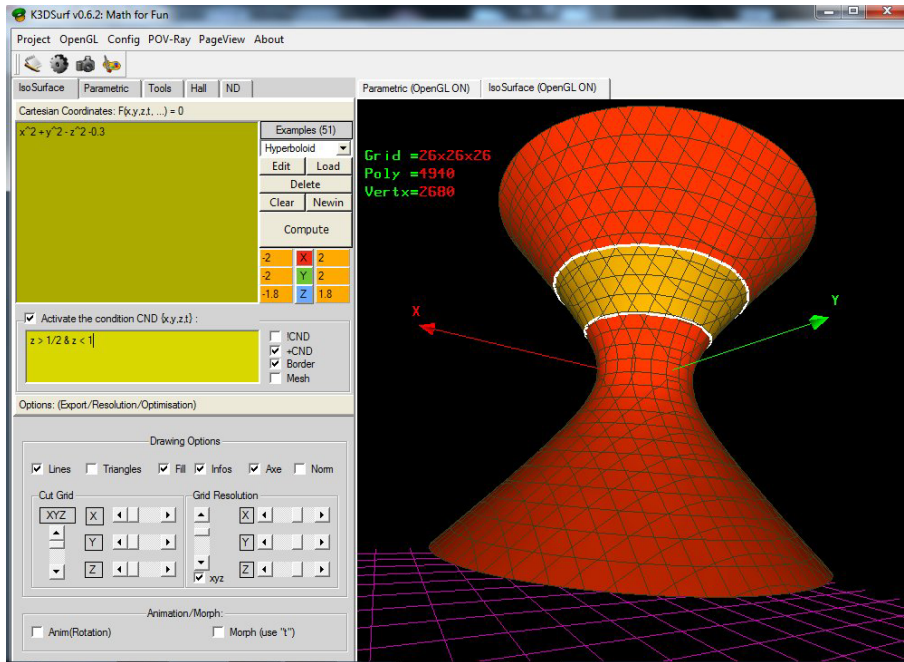 K3DSurf v0.6.2: Math for Fun
Project OpenGL Config POV-Ray PageView About
IsoSurface Parametric Tools Hall ND
Parametric (OpenGL ON) IsoSurface (OpenGL ON)
Cartesian Coordinates: F(x,y,z,t, ...) = 0
x^2 + y^2 - z^2 -0.3
Examples (51)
Hyperboloid
Edit Load
Delete
Clear Newin
Compute
-2 X 2
-2 Y 2
-1.8 Z 1.8
Activate the condition CND (x,y,z,t) :
z > 1/2 & z < 1
!CND
+CND
Border
Mesh
Options: (Export/Resolution/Optimisation)
Drawing Options
Lines Triangles Fill Infos Axe Norm
Cut Grid
XYZ X
Y
Z
Grid Resolution
X
Y
xyz Z
Animation/Morph:
Anim(Rotation) Morph (use "t")
Grid =26x26x26
Poly =4940
Vertx=2680
X
Y